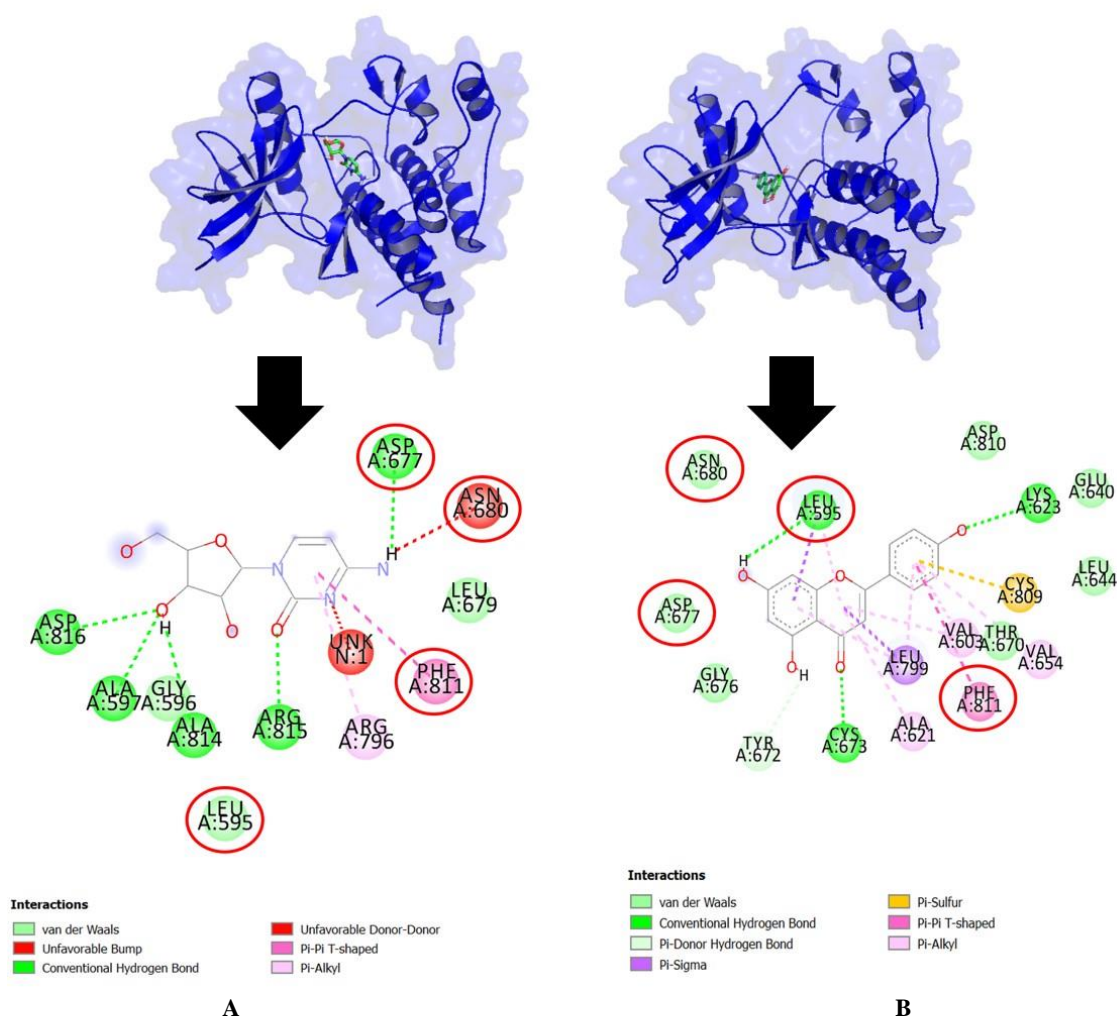 ASP
A:677
ASN
A:680
H
N
O
O
N
LEU
A:679
ASP
A:816
O
H
O
O
N
UNK
N:1
PHE
A:811
ALA
A:597
GLY
A:596
ALA
A:814
ARG
A:815
ARG
A:796
LEU
A:595
Interactions
van der Waals
Unfavorable Bump
Conventional Hydrogen Bond
Unfavorable Donor-Donor
Pi-Pi T-shaped
Pi-Alkyl
A
ASP
A:810
ASN
A:680
LEU
A:595
LYS
A:623
GLU
A:640
O
H
O
O
LEU
A:644
CYS
A:809
ASP
A:677
VAL
A:603
THR
A:670
VAL
A:654
O
H
O
LEU
A:799
GLY
A:676
PHE
A:811
TYR
A:672
CYS
A:673
ALA
A:621
Interactions
van der Waals
Conventional Hydrogen Bond
Pi-Donor Hydrogen Bond
Pi-Sigma
Pi-Sulfur
Pi-Pi T-shaped
Pi-Alkyl
B